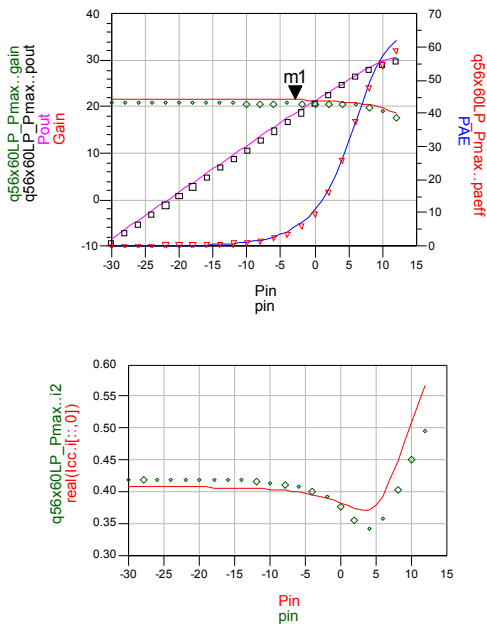 q56x60LP_Pmax..gain
q56x60LP_Pmax..pout
Pout
Gain
40
30
20
10
0
-10
m1
70
60
50
40
30
20
10
0
q56x60LP_Pmax..paeff
PAE
-30 -25 -20 -15 -10 -5 0 5 10 15
Pin
pin
q56x60LP_Pmax..i2
real(Icc.i[::,0])
0.60
0.55
0.50
0.45
0.40
0.35
0.30
-30 -25 -20 -15 -10 -5 0 5 10 15
Pin
pin